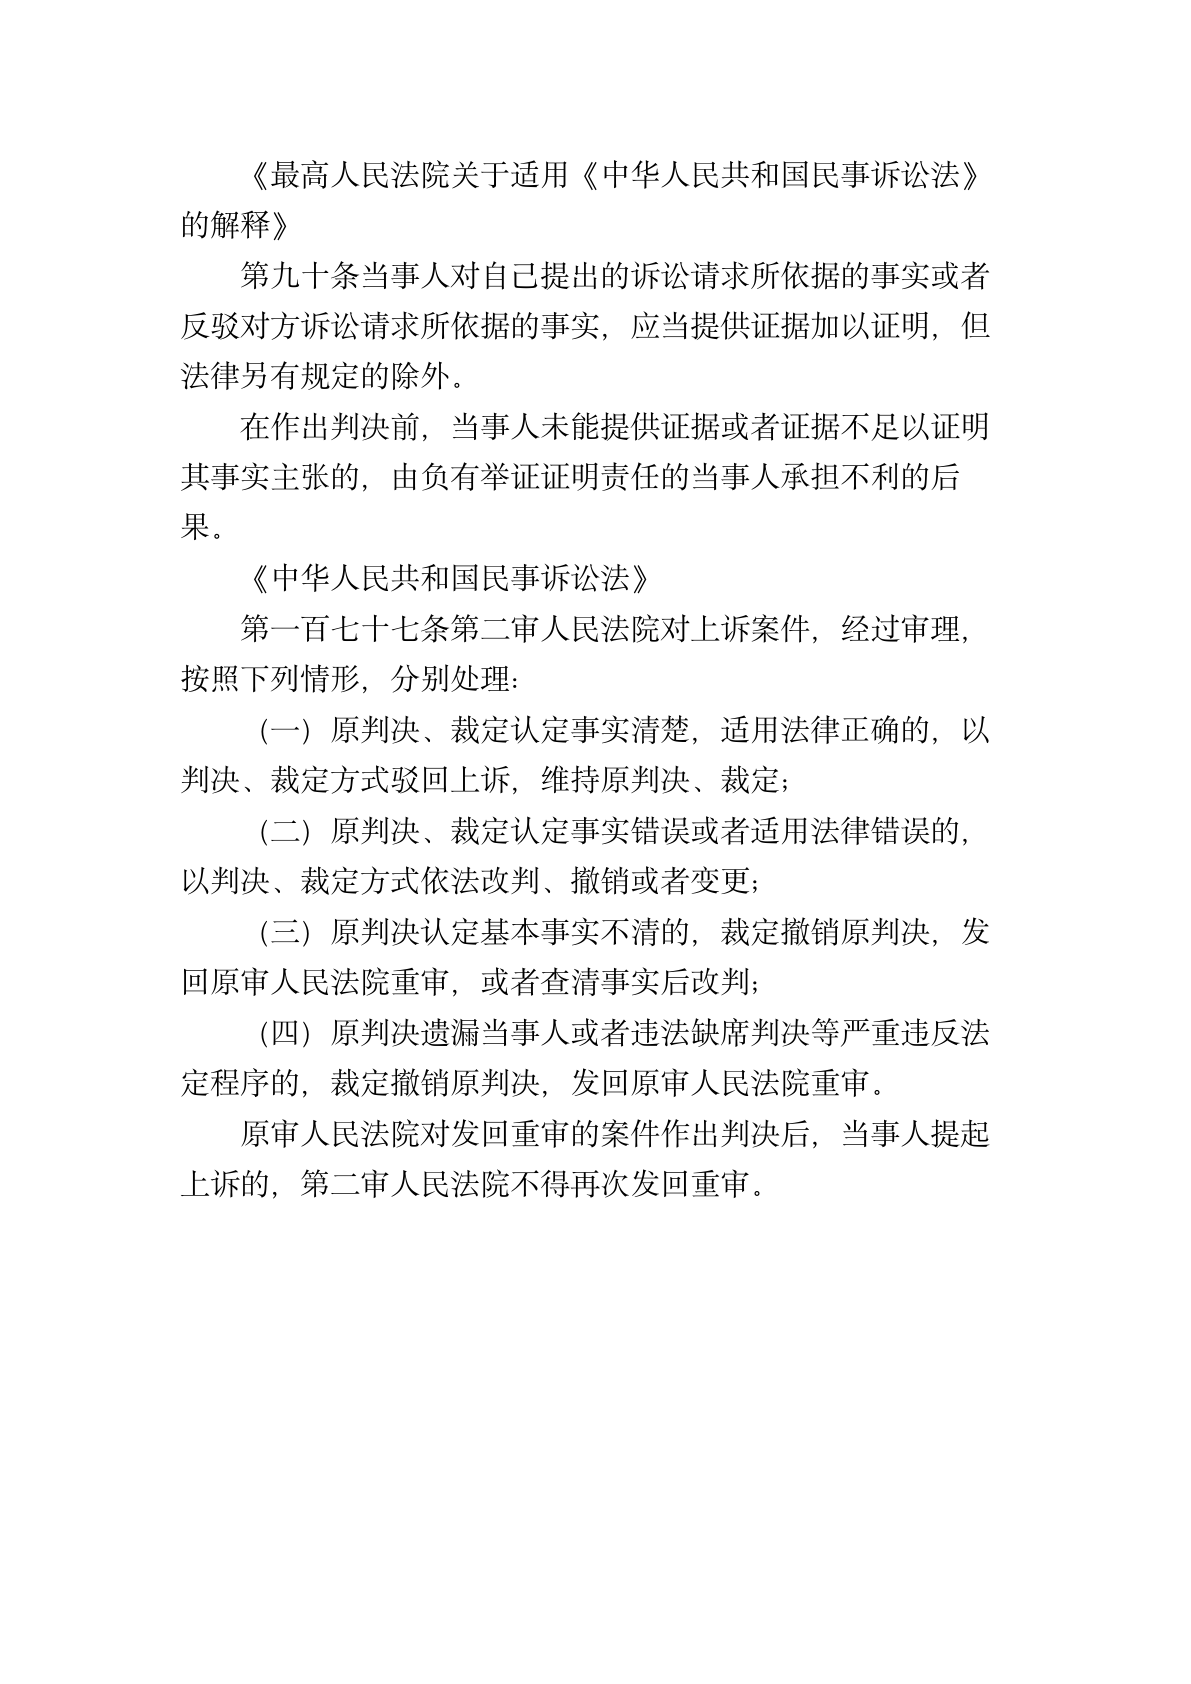 《最高人民法院关于适用《中华人民共和国民事诉讼法》
的解释》
第九十条当事人对自己提出的诉讼请求所依据的事实或者
反驳对方诉讼请求所依据的事实，应当提供证据加以证明，但
法律另有规定的除外。
在作出判决前，当事人未能提供证据或者证据不足以证明
其事实主张的，由负有举证证明责任的当事人承担不利的后
果。
《中华人民共和国民事诉讼法》
第一百七十七条第二审人民法院对上诉案件，经过审理，
按照下列情形，分别处理：
（一）原判决、裁定认定事实清楚，适用法律正确的，以
判决、裁定方式驳回上诉，维持原判决、裁定；
（二）原判决、裁定认定事实错误或者适用法律错误的，
以判决、裁定方式依法改判、撤销或者变更；
（三）原判决认定基本事实不清的，裁定撤销原判决，发
回原审人民法院重审，或者查清事实后改判；
（四）原判决遗漏当事人或者违法缺席判决等严重违反法
定程序的，裁定撤销原判决，发回原审人民法院重审。
原审人民法院对发回重审的案件作出判决后，当事人提起
上诉的，第二审人民法院不得再次发回重审。